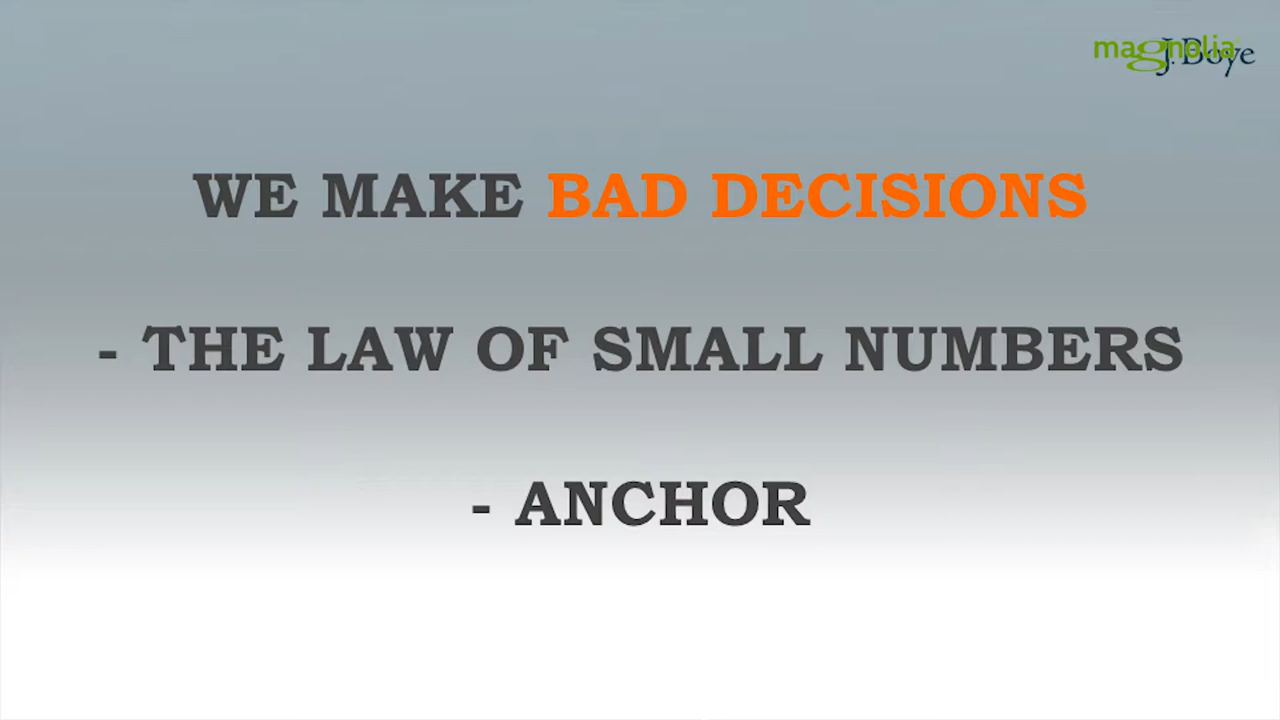 magnolia
J. Boye
WE MAKE BAD DECISIONS
- THE LAW OF SMALL NUMBERS
- ANCHOR